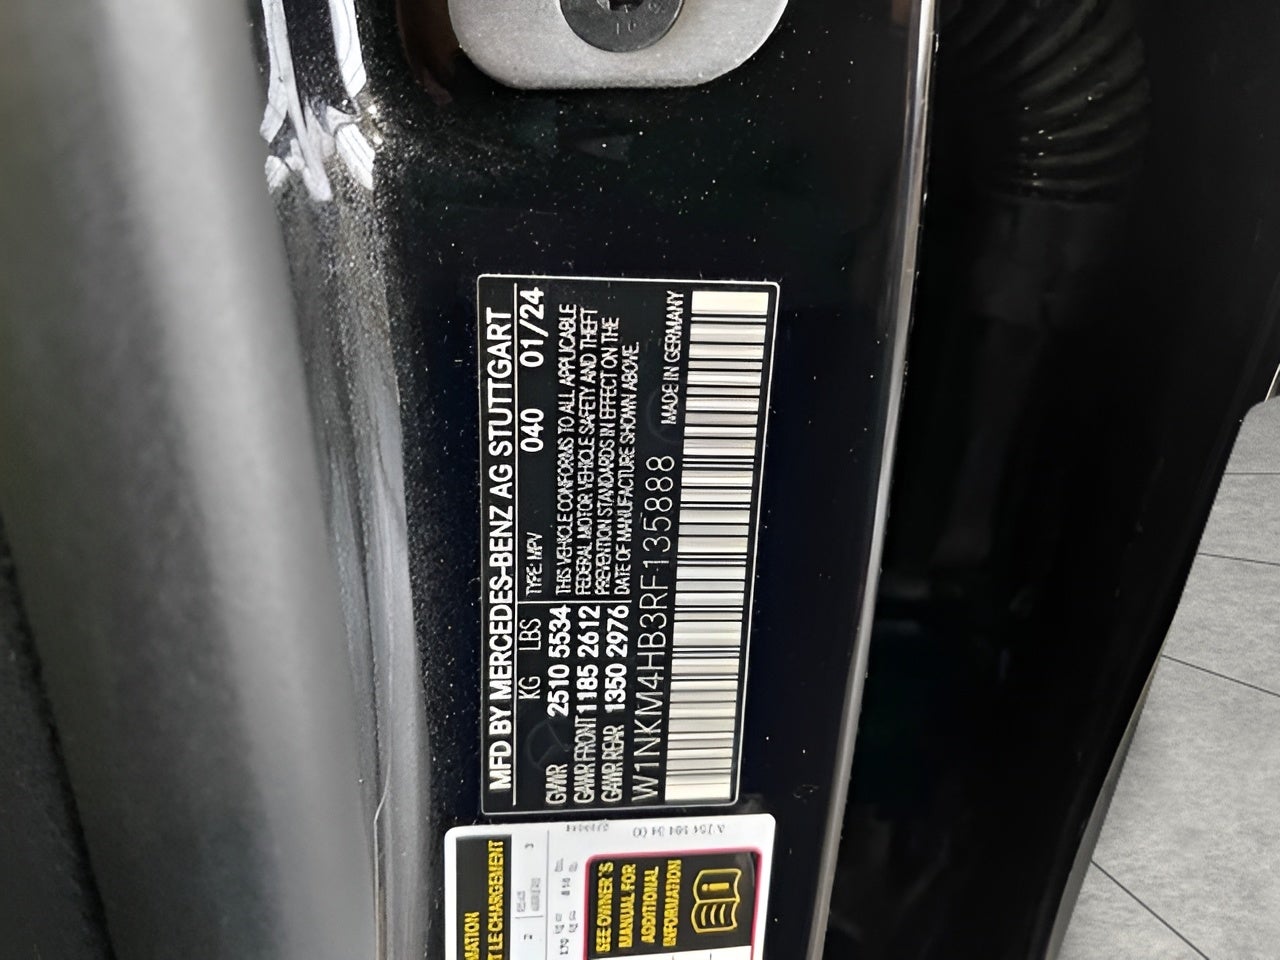 MFD BY MERCEDES-BENZ AG STUTTGART
KG LBS TYPE: MPV 040 01/24
GVWR 2510 5534 THIS VEHICLE CONFORMS TO ALL APPLICABLE
GAWR FRONT 1185 2612 FEDERAL MOTOR VEHICLE SAFETY AND THEFT
PREVENTION STANDARDS IN EFFECT ON THE
GAWR REAR 1350 2976 DATE OF MANUFACTURE SHOWN ABOVE.
W1NKM4HB3RF135888 MADE IN GERMANY
LE CHARGEMENT
SEE OWNER'S
MANUAL FOR
ADDITIONAL
INFORMATION